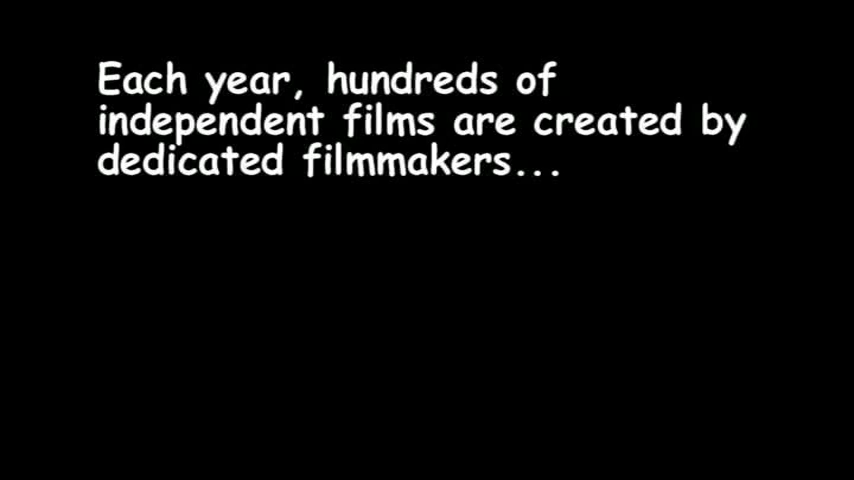 Each year, hundreds of
independent films are created by
dedicated filmmakers...